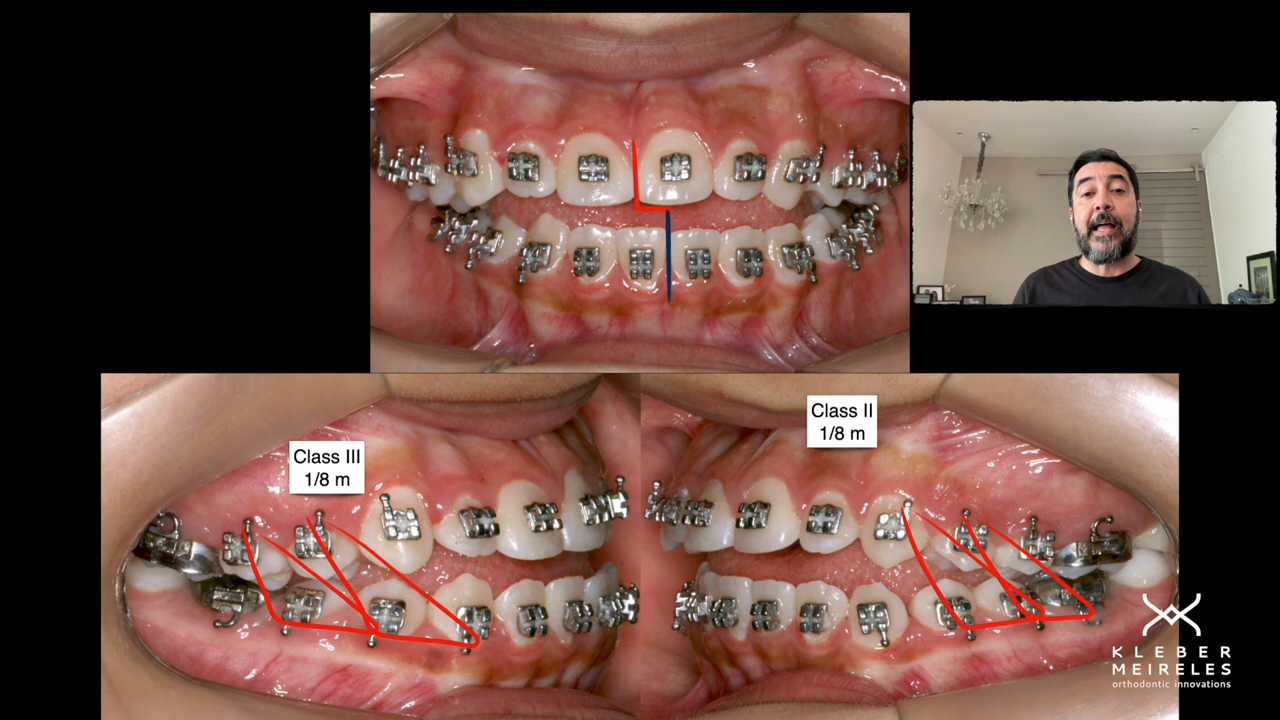 Class II
1/8 m
Class III
1/8 m
KLEBER
MEIRELES
orthodontic innovations